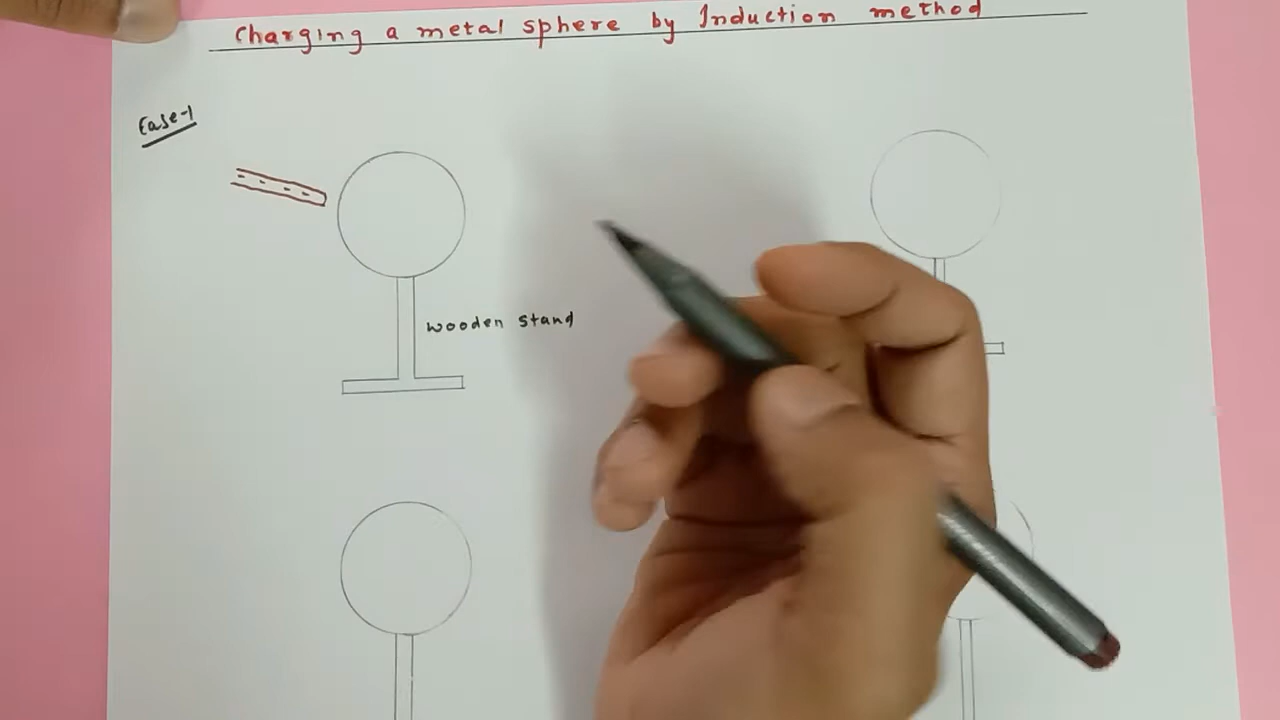 Charging a metal sphere by Induction method
Case-1
wooden stand